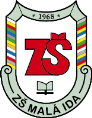 • 1968 •
ZŠ
ZŠ MALÁ IDA